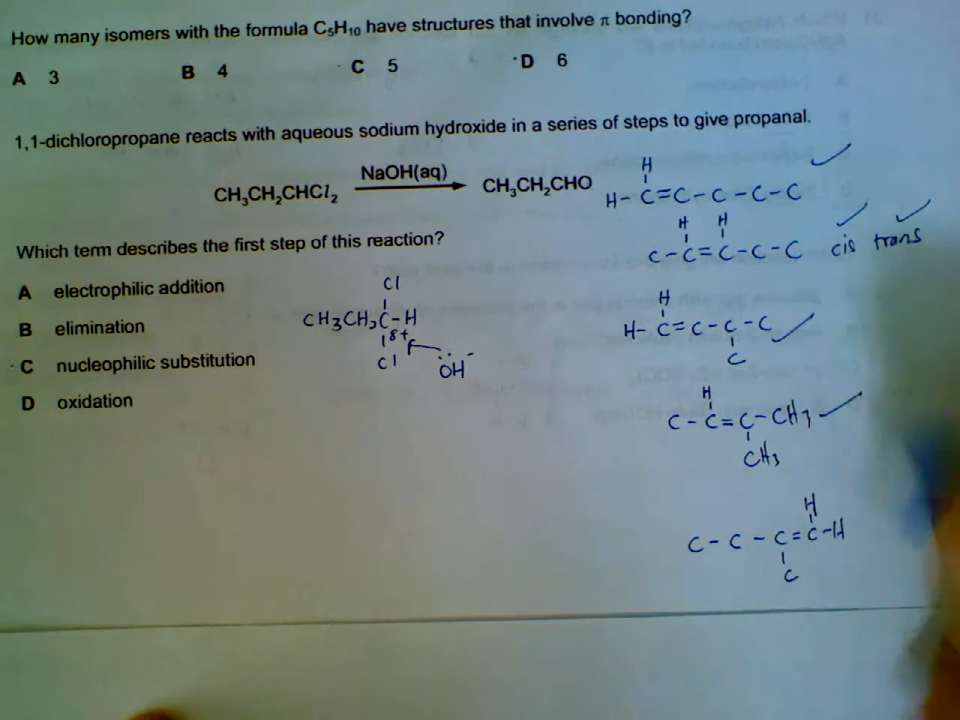 How many isomers with the formula C₅H₁₀ have structures that involve π bonding?
A 3 B 4 C 5 D 6
1,1-dichloropropane reacts with aqueous sodium hydroxide in a series of steps to give propanal.
NaOH(aq)
CH₃CH₂CHCl₂ CH₃CH₂CHO
Which term describes the first step of this reaction?
A electrophilic addition
B elimination
C nucleophilic substitution
D oxidation
Cl
CH3CH2C-H
δ+
Cl OH⁻
H
H-C=C-C-C-C
H H
C-C=C-C-C cis trans
H
H-C=C-C-C
C
H
C-C=C-CH3
CH3
H
C-C-C=C-H
C